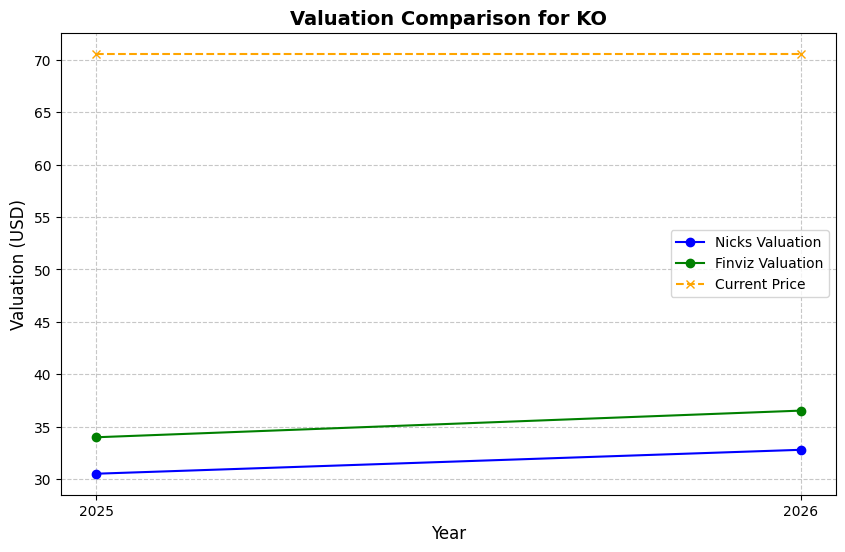 Valuation Comparison for KO
Valuation (USD)
70
65
60
55
50
45
40
35
30
Nicks Valuation
Finviz Valuation
Current Price
2025
2026
Year